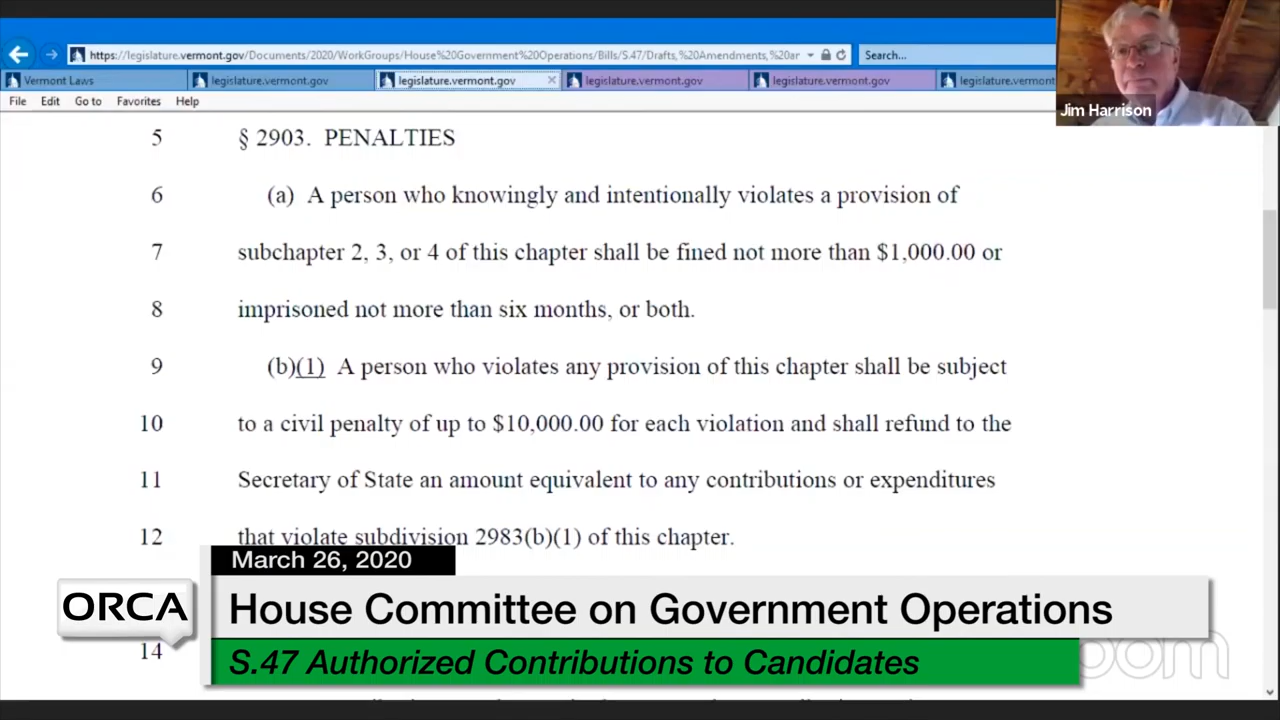 https://legislature.vermont.gov/Documents/2020/WorkGroups/House%20Government%20Operations/Bills/S.47/Drafts,%20Amendments,%20ar
Search...
Vermont Laws
legislature.vermont.gov
legislature.vermont.gov
legislature.vermont.gov
legislature.vermont.gov
legislature.vermont
File Edit Go to Favorites Help
Jim Harrison
5 § 2903. PENALTIES
6 (a) A person who knowingly and intentionally violates a provision of
7 subchapter 2, 3, or 4 of this chapter shall be fined not more than $1,000.00 or
8 imprisoned not more than six months, or both.
9 (b)(1) A person who violates any provision of this chapter shall be subject
10 to a civil penalty of up to $10,000.00 for each violation and shall refund to the
11 Secretary of State an amount equivalent to any contributions or expenditures
12 that violate subdivision 2983(b)(1) of this chapter.
March 26, 2020
ORCA
House Committee on Government Operations
14
S.47 Authorized Contributions to Candidates